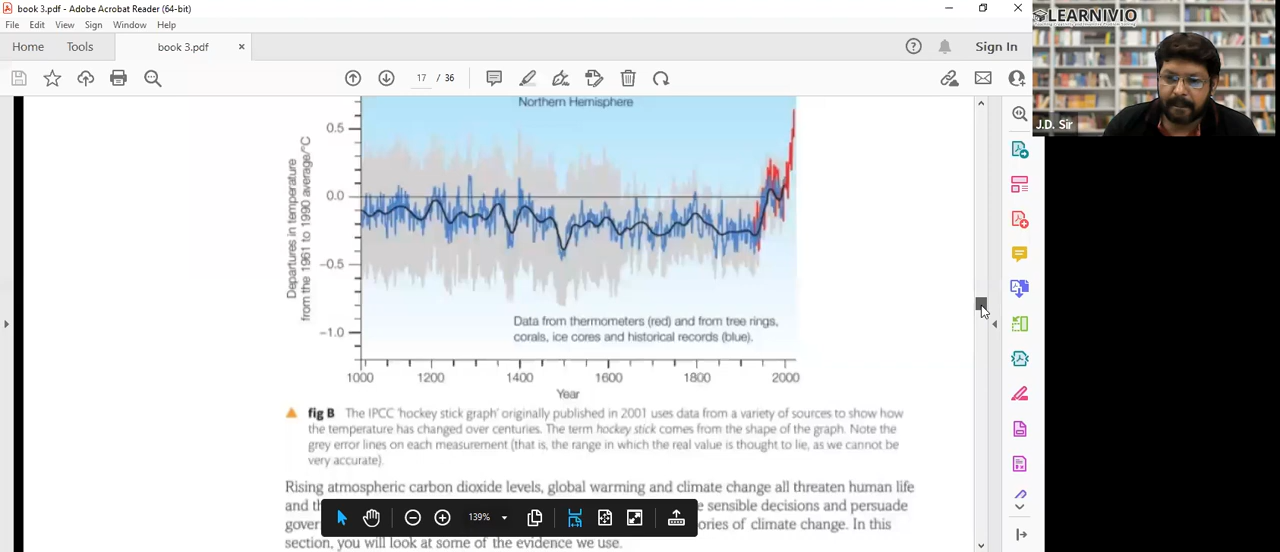 book 3.pdf - Adobe Acrobat Reader (64-bit)
File Edit View Sign Window Help
Home Tools book 3.pdf × Sign In
17 / 36
LEARNIVIO
J.D. Sir
Northern Hemisphere
0.5
0.0
−0.5
−1.0
Departures in temperature
from the 1961 to 1990 average/°C
Data from thermometers (red) and from tree rings,
corals, ice cores and historical records (blue).
1000 1200 1400 1600 1800 2000
Year
fig B The IPCC 'hockey stick graph' originally published in 2001 uses data from a variety of sources to show how
the temperature has changed over centuries. The term hockey stick comes from the shape of the graph. Note the
grey error lines on each measurement (that is, the range in which the real value is thought to lie, as we cannot be
very accurate).
Rising atmospheric carbon dioxide levels, global warming and climate change all threaten human life
and sensible decisions and persuade
of climate change. In this
section, you will look at some of the evidence we use.
139%